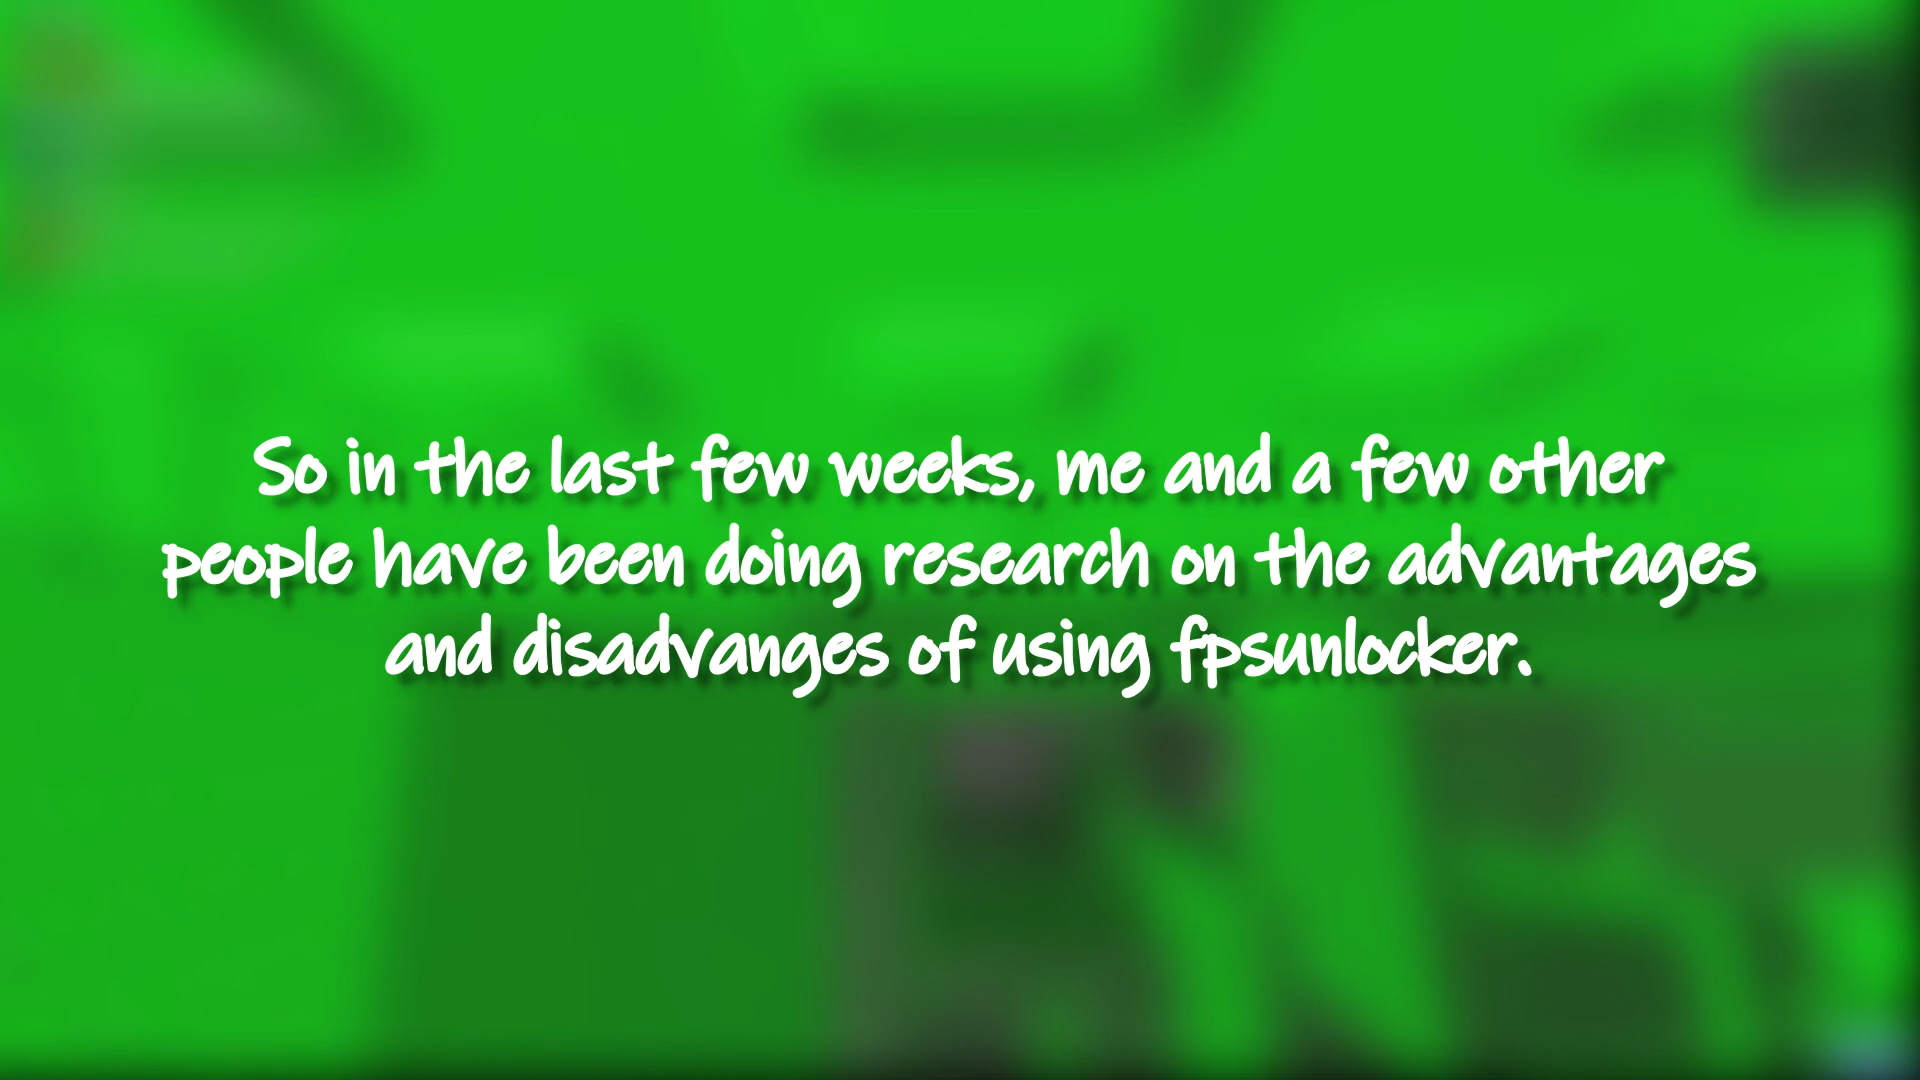 So in the last few weeks, me and a few other
people have been doing research on the advantages
and disadvanges of using fpsunlocker.